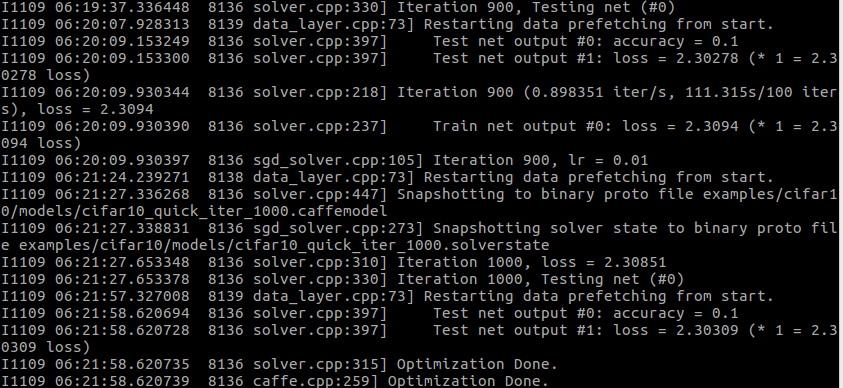 I1109 06:19:37.336448  8136 solver.cpp:330] Iteration 900, Testing net (#0)
I1109 06:20:07.928313  8139 data_layer.cpp:73] Restarting data prefetching from start.
I1109 06:20:09.153249  8136 solver.cpp:397]     Test net output #0: accuracy = 0.1
I1109 06:20:09.153300  8136 solver.cpp:397]     Test net output #1: loss = 2.30278 (* 1 = 2.3
0278 loss)
I1109 06:20:09.930344  8136 solver.cpp:218] Iteration 900 (0.898351 iter/s, 111.315s/100 iter
s), loss = 2.3094
I1109 06:20:09.930390  8136 solver.cpp:237]     Train net output #0: loss = 2.3094 (* 1 = 2.3
094 loss)
I1109 06:20:09.930397  8136 sgd_solver.cpp:105] Iteration 900, lr = 0.01
I1109 06:21:24.239271  8138 data_layer.cpp:73] Restarting data prefetching from start.
I1109 06:21:27.336268  8136 solver.cpp:447] Snapshotting to binary proto file examples/cifar1
0/models/cifar10_quick_iter_1000.caffemodel
I1109 06:21:27.338831  8136 sgd_solver.cpp:273] Snapshotting solver state to binary proto fil
e examples/cifar10/models/cifar10_quick_iter_1000.solverstate
I1109 06:21:27.653348  8136 solver.cpp:310] Iteration 1000, loss = 2.30851
I1109 06:21:27.653378  8136 solver.cpp:330] Iteration 1000, Testing net (#0)
I1109 06:21:57.327008  8139 data_layer.cpp:73] Restarting data prefetching from start.
I1109 06:21:58.620694  8136 solver.cpp:397]     Test net output #0: accuracy = 0.1
I1109 06:21:58.620728  8136 solver.cpp:397]     Test net output #1: loss = 2.30309 (* 1 = 2.3
0309 loss)
I1109 06:21:58.620735  8136 solver.cpp:315] Optimization Done.
I1109 06:21:58.620739  8136 caffe.cpp:259] Optimization Done.